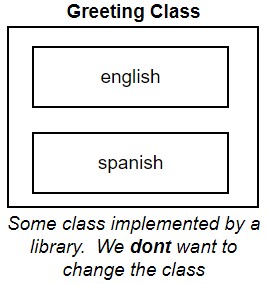 Greeting Class
english
spanish
Some class implemented by a
library. We dont want to
change the class